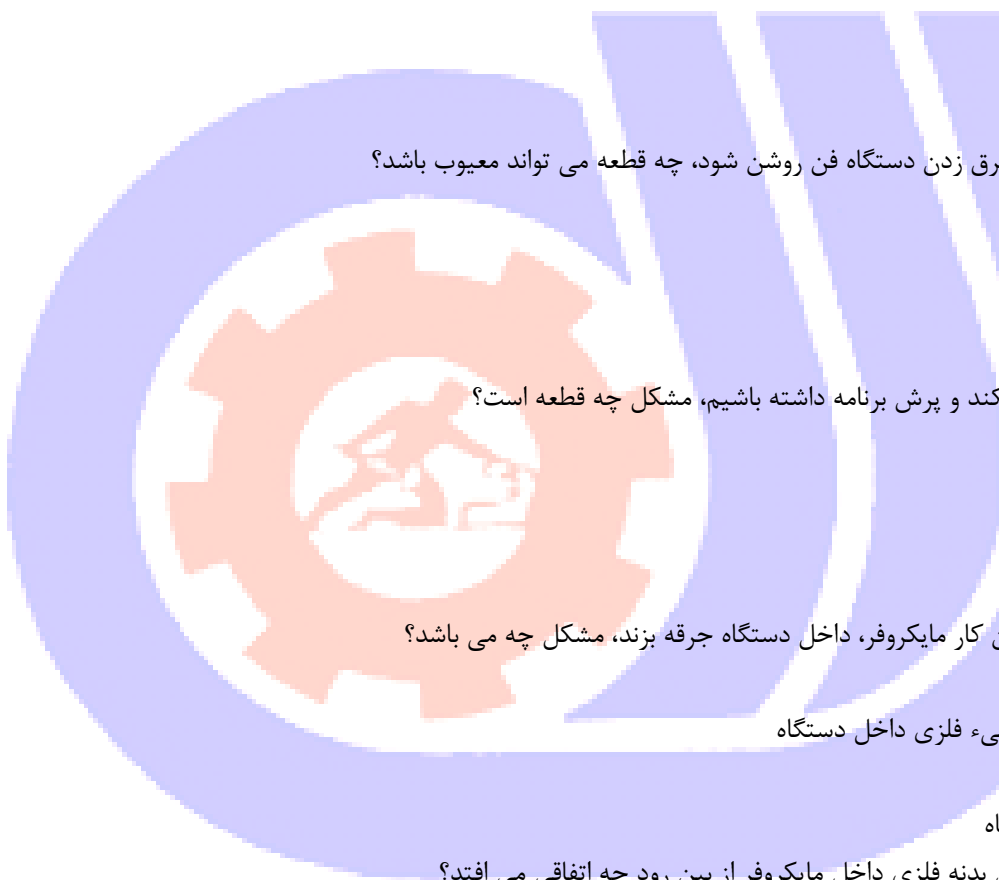 رق زدن دستگاه فن روشن شود، چه قطعه می تواند معیوب باشد؟
کند و پرش برنامه داشته باشیم، مشکل چه قطعه است؟
کار مایکروفر، داخل دستگاه جرقه بزند، مشکل چه می باشد؟
یء فلزی داخل دستگاه
اه
بدنه فلزی داخل مایکروفر از بین رود چه اتفاقی می افتد؟